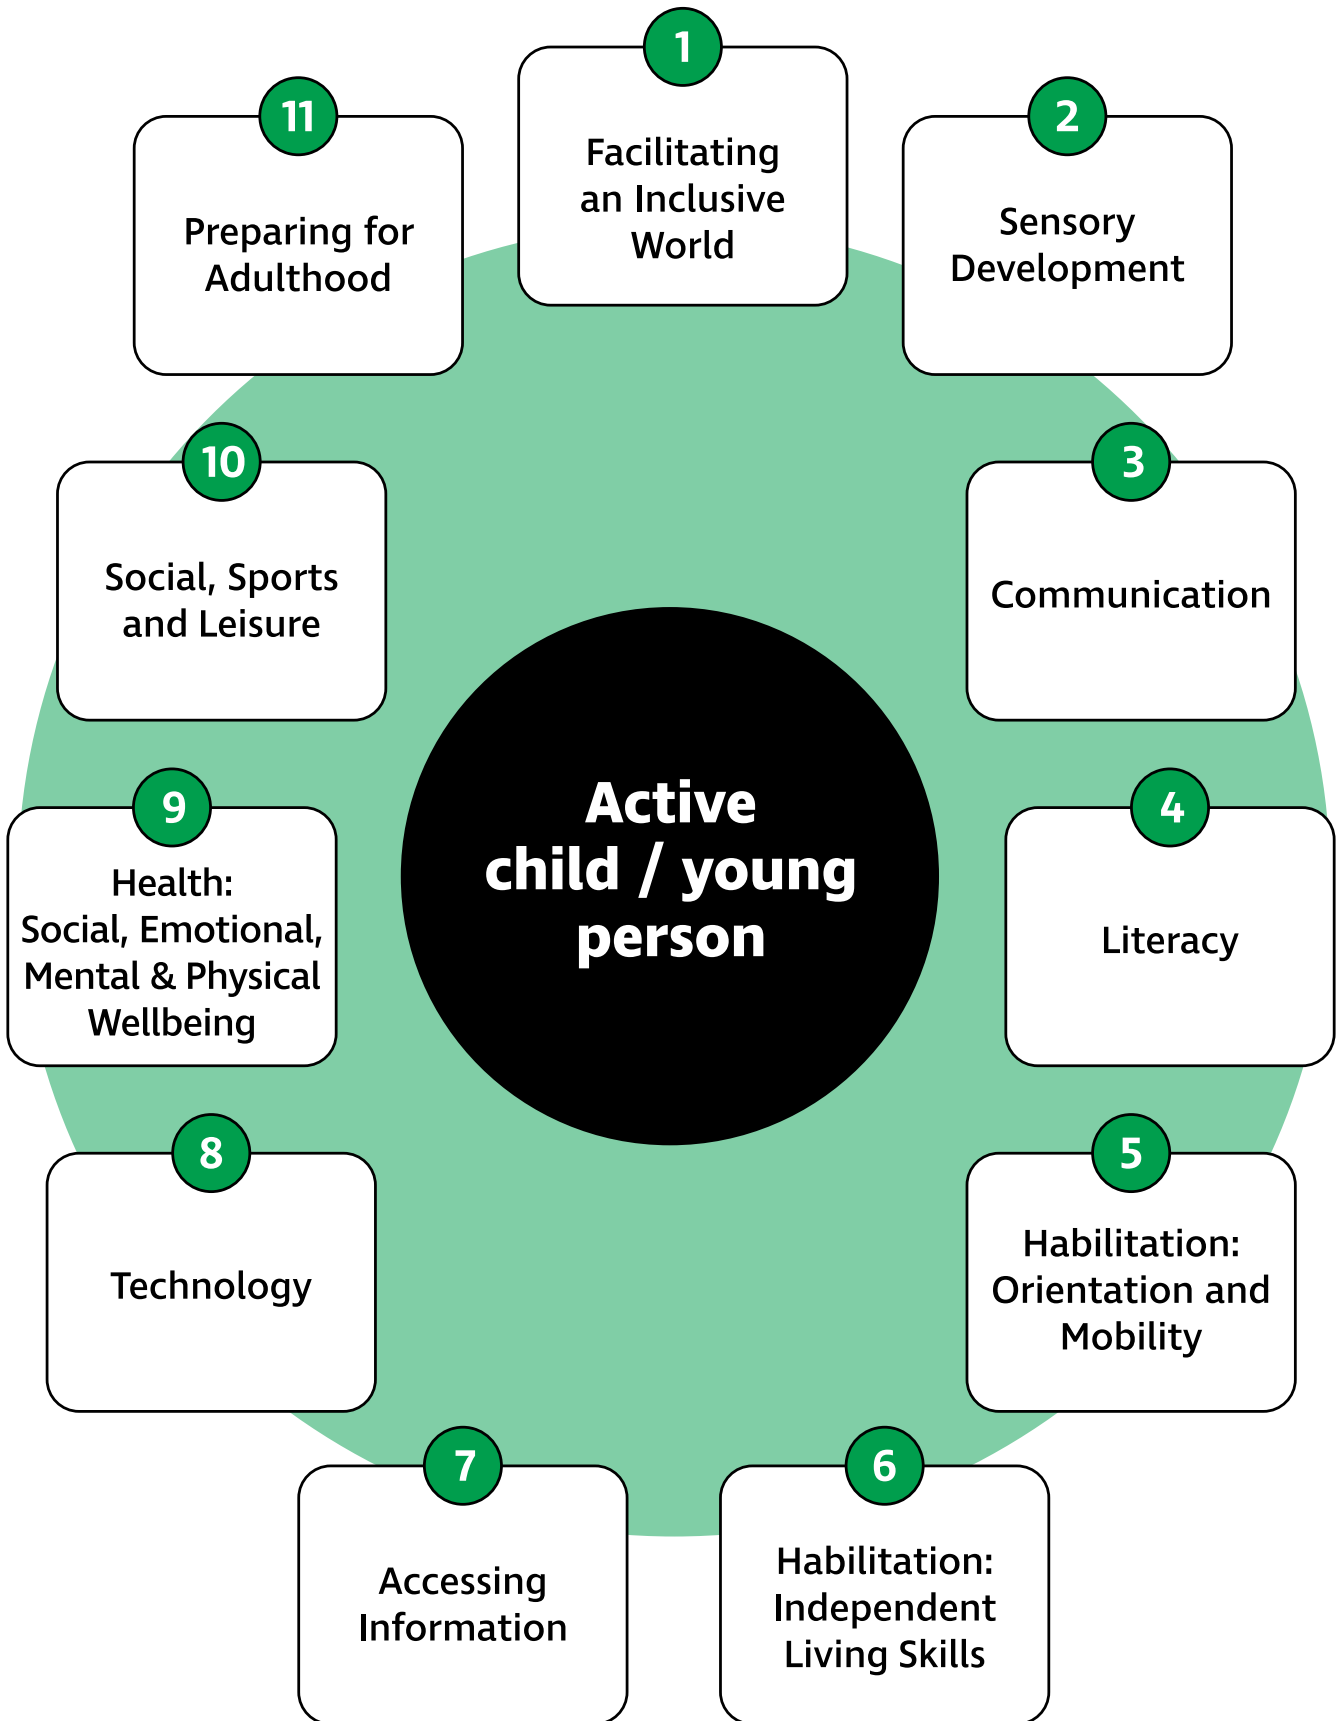 1
Facilitating
an Inclusive
World
2
Sensory
Development
3
Communication
4
Literacy
5
Habilitation:
Orientation and
Mobility
6
Habilitation:
Independent
Living Skills
7
Accessing
Information
8
Technology
9
Health:
Social, Emotional,
Mental & Physical
Wellbeing
10
Social, Sports
and Leisure
11
Preparing for
Adulthood
Active
child / young
person